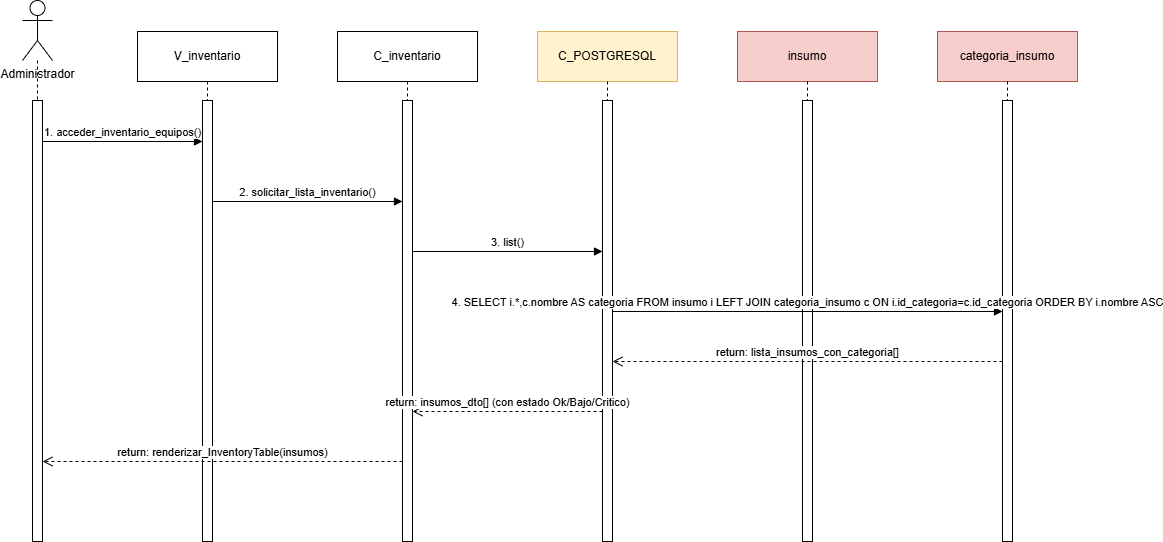 V_inventario
C_inventario
C_POSTGRESQL
insumo
categoria_insumo
Administrador
1. acceder_inventario_equipos()
2. solicitar_lista_inventario()
3. list()
4. SELECT i.*,c.nombre AS categoria FROM insumo i LEFT JOIN categoria_insumo c ON i.id_categoria=c.id_categoria ORDER BY i.nombre ASC
return: lista_insumos_con_categoria[]
return: insumos_dto[] (con estado Ok/Bajo/Critico)
return: renderizar_InventoryTable(insumos)